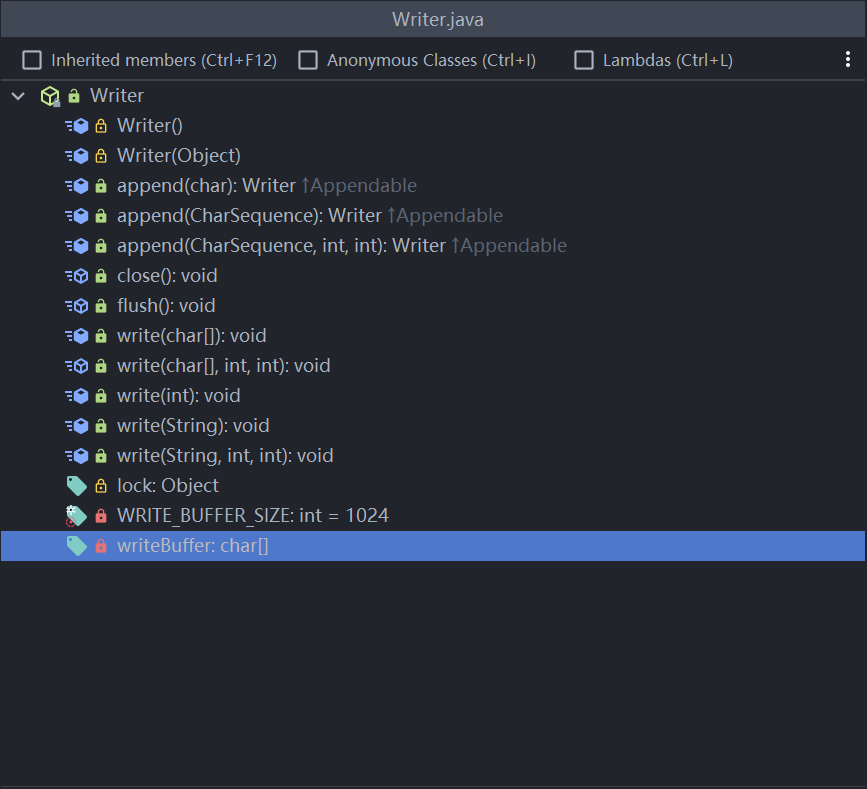 Writer.java
Inherited members (Ctrl+F12) Anonymous Classes (Ctrl+I) Lambdas (Ctrl+L)
Writer
Writer()
Writer(Object)
append(char): Writer ↑Appendable
append(CharSequence): Writer ↑Appendable
append(CharSequence, int, int): Writer ↑Appendable
close(): void
flush(): void
write(char[]): void
write(char[], int, int): void
write(int): void
write(String): void
write(String, int, int): void
lock: Object
WRITE_BUFFER_SIZE: int = 1024
writeBuffer: char[]